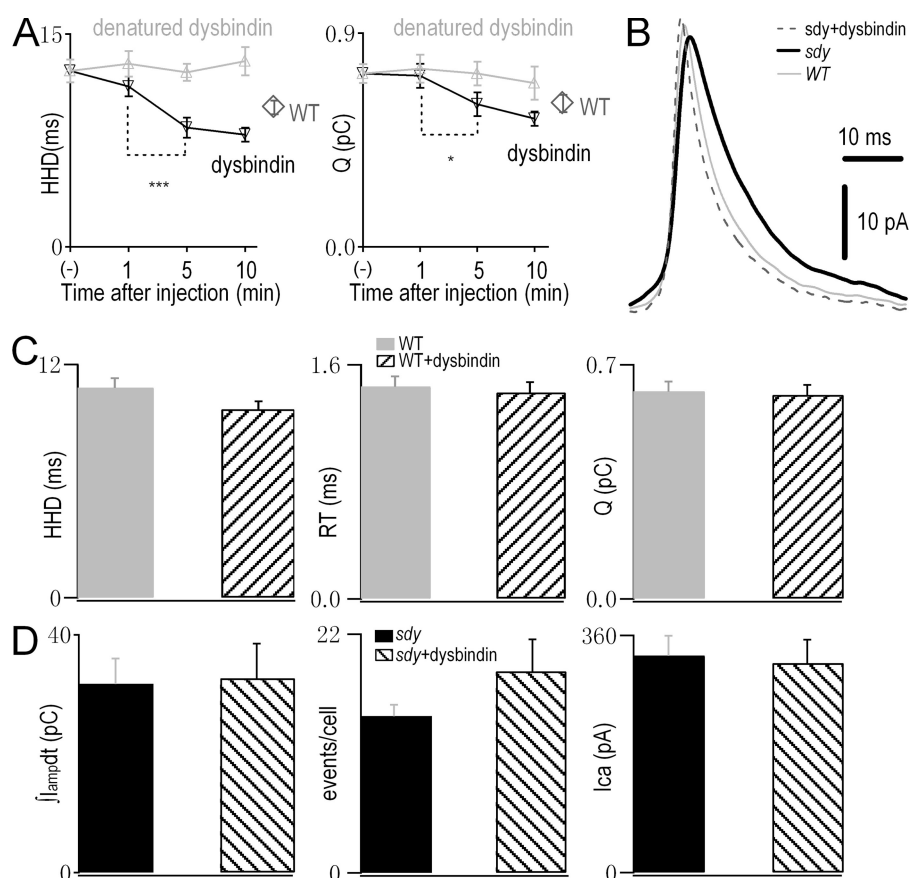 A
denatured dysbindin
15
HHD(ms)
WT
dysbindin
***
0
(-) 1 5 10
Time after injection (min)
denatured dysbindin
0.9
Q (pC)
WT
dysbindin
*
0.0
(-) 1 5 10
Time after injection (min)
B
sdy+dysbindin
sdy
WT
10 ms
10 pA
C
WT
WT+dysbindin
12
HHD (ms)
0
1.6
RT (ms)
0.0
0.7
Q (pC)
0.0
D
sdy
sdy+dysbindin
40
∫Iampdt (pC)
0
22
events/cell
0
360
Ica (pA)
0